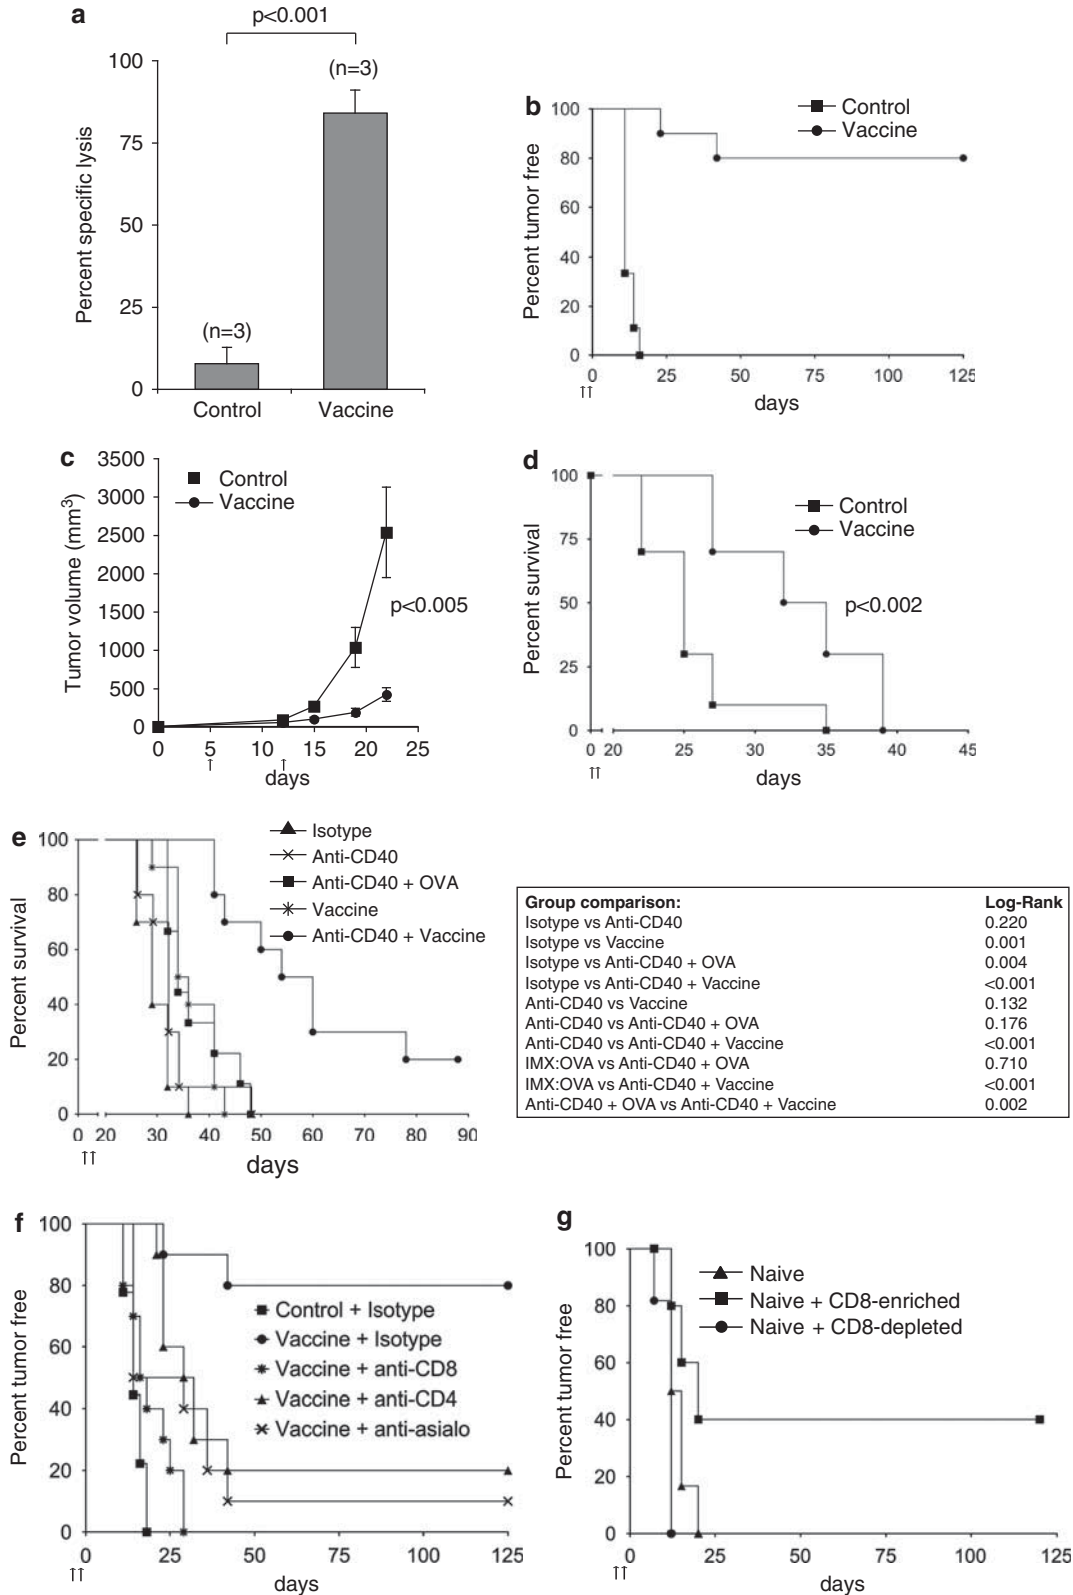 a
p<0.001
100
75
50
25
0
Percent specific lysis
(n=3)
(n=3)
Control
Vaccine
b
Control
Vaccine
100
80
60
40
20
0
Percent tumor free
0
25
50
75
100
125
↑↑
days
c
Control
Vaccine
3500
3000
2500
2000
1500
1000
500
0
Tumor volume (mm³)
p<0.005
0
5
10
15
20
25
↑
↑
days
d
Control
Vaccine
100
75
50
25
0
Percent survival
p<0.002
0
20
25
30
35
40
45
↑↑
days
e
Isotype
Anti-CD40
Anti-CD40 + OVA
Vaccine
Anti-CD40 + Vaccine
100
80
60
40
20
0
Percent survival
0
20
30
40
50
60
70
80
90
↑↑
days
Group comparison: Log-Rank
Isotype vs Anti-CD40 0.220
Isotype vs Vaccine 0.001
Isotype vs Anti-CD40 + OVA 0.004
Isotype vs Anti-CD40 + Vaccine <0.001
Anti-CD40 vs Vaccine 0.132
Anti-CD40 vs Anti-CD40 + OVA 0.176
Anti-CD40 vs Anti-CD40 + Vaccine <0.001
IMX:OVA vs Anti-CD40 + OVA 0.710
IMX:OVA vs Anti-CD40 + Vaccine <0.001
Anti-CD40 + OVA vs Anti-CD40 + Vaccine 0.002
f
100
80
60
40
20
0
Percent tumor free
Control + Isotype
Vaccine + Isotype
Vaccine + anti-CD8
Vaccine + anti-CD4
Vaccine + anti-asialo
0
25
50
75
100
125
↑↑
days
g
100
80
60
40
20
0
Percent tumor free
Naive
Naive + CD8-enriched
Naive + CD8-depleted
0
25
50
75
100
125
↑↑
days